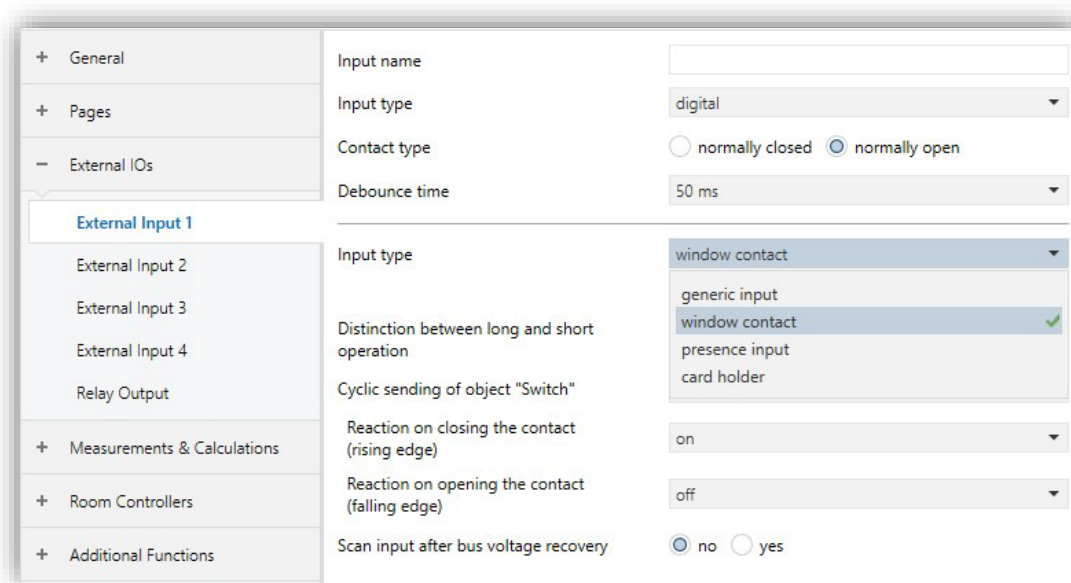 General
Pages
External IOs
External Input 1
External Input 2
External Input 3
External Input 4
Relay Output
Measurements & Calculations
Room Controllers
Additional Functions
Input name
Input type
digital
Contact type
normally closed
normally open
Debounce time
50 ms
Input type
window contact
generic input
window contact
presence input
card holder
Distinction between long and short
operation
Cyclic sending of object "Switch"
Reaction on closing the contact
(rising edge)
on
Reaction on opening the contact
(falling edge)
off
Scan input after bus voltage recovery
no
yes